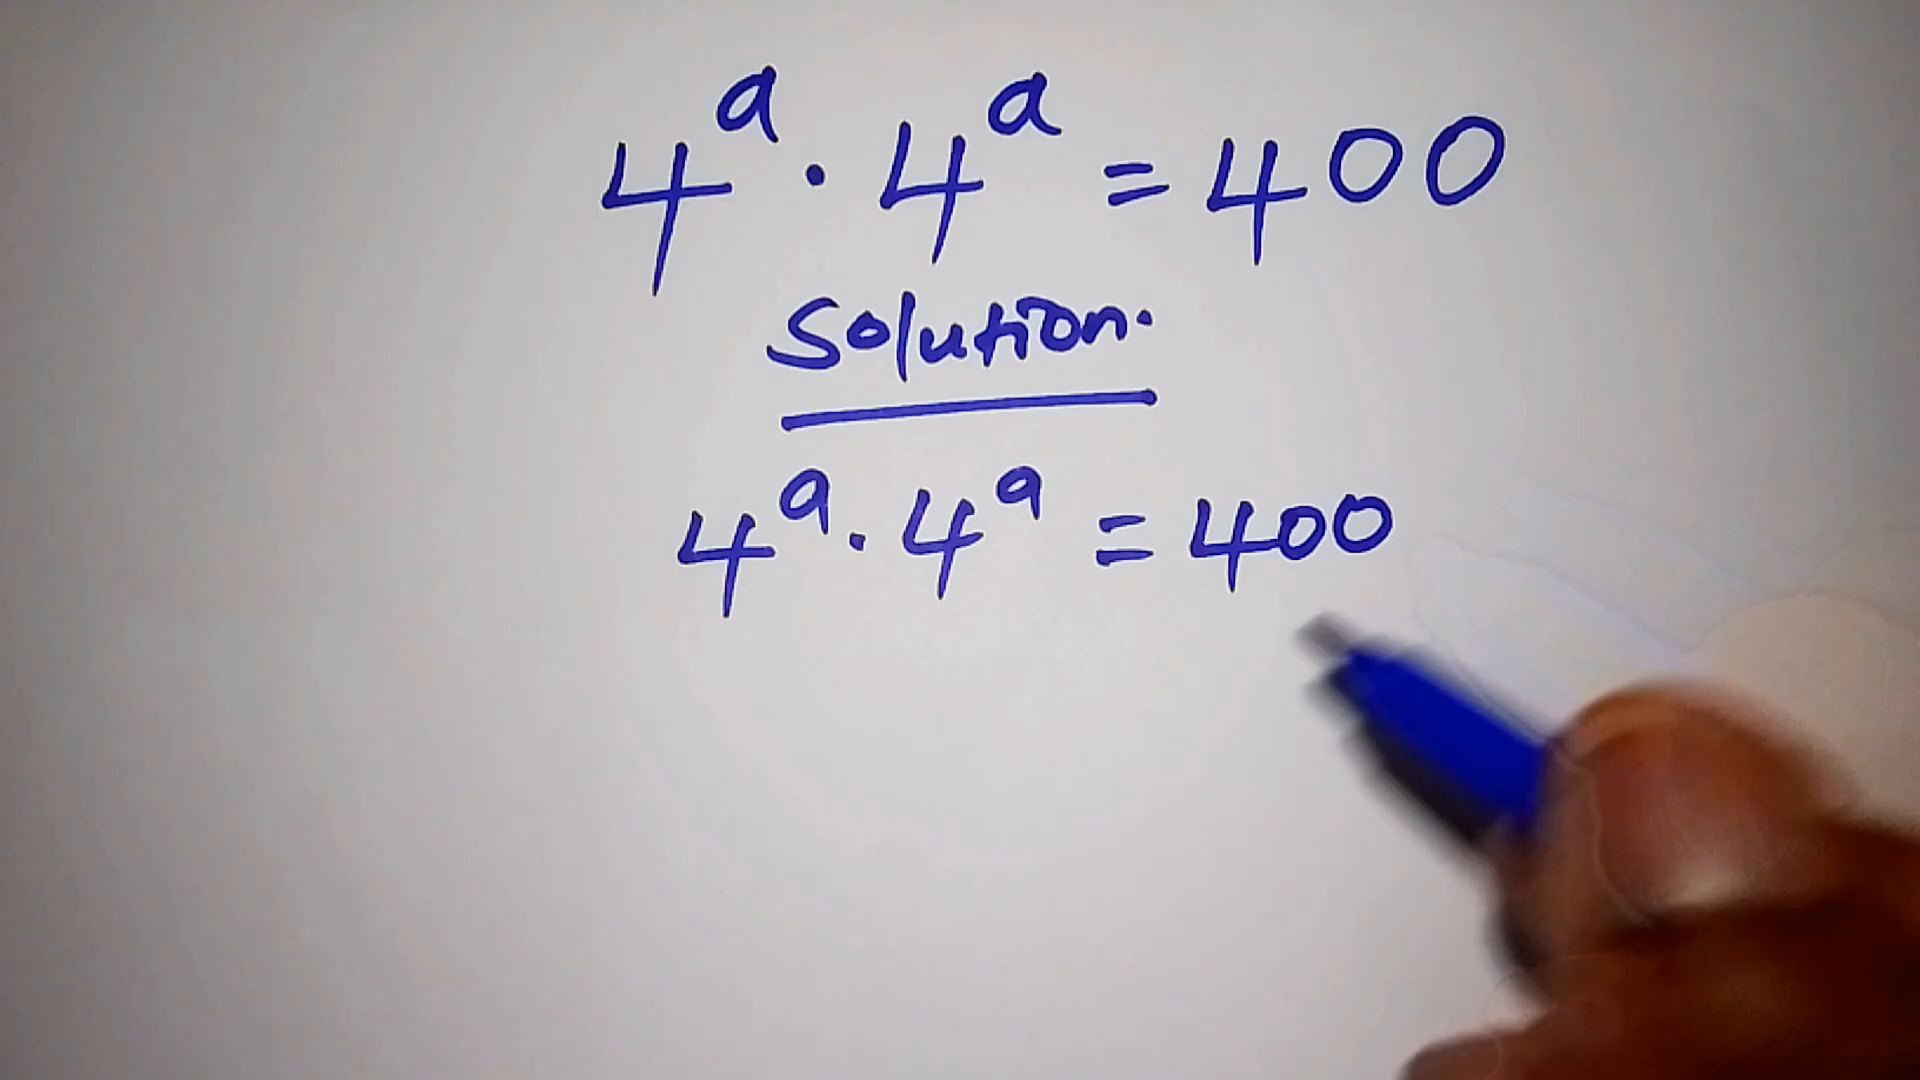 4^a · 4^a = 400
Solution.
4^a · 4^a = 400